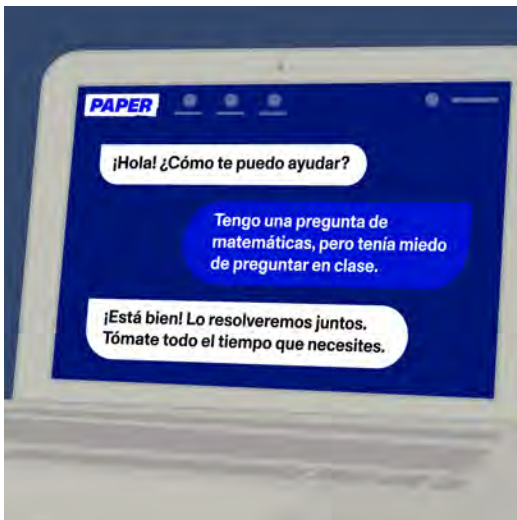 PAPER
¡Hola! ¿Cómo te puedo ayudar?
Tengo una pregunta de
matemáticas, pero tenía miedo
de preguntar en clase.
¡Está bien! Lo resolveremos juntos.
Tómate todo el tiempo que necesites.